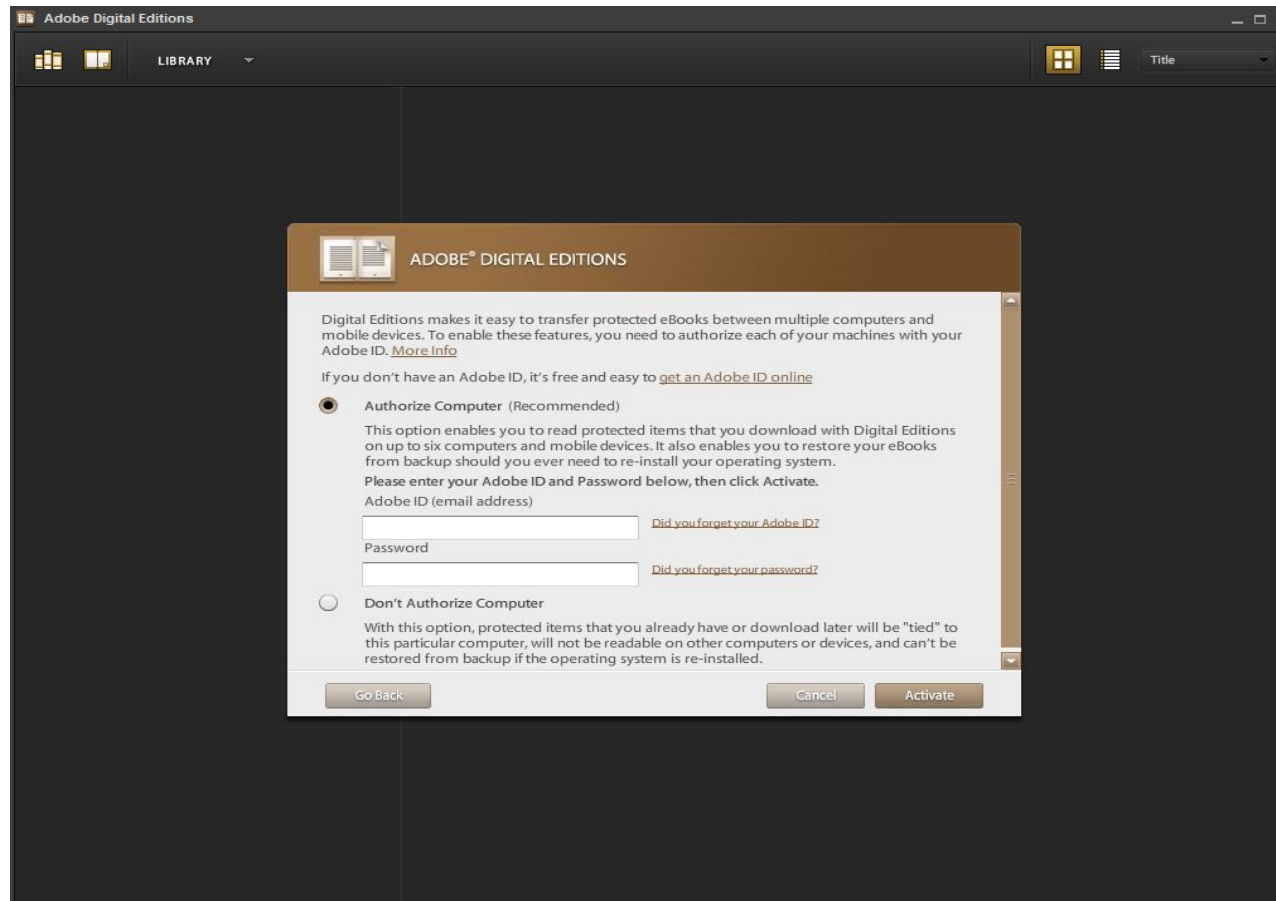 Adobe Digital Editions
LIBRARY
Title
ADOBE® DIGITAL EDITIONS
Digital Editions makes it easy to transfer protected eBooks between multiple computers and
mobile devices. To enable these features, you need to authorize each of your machines with your
Adobe ID. More Info
If you don't have an Adobe ID, it's free and easy to get an Adobe ID online
Authorize Computer (Recommended)
This option enables you to read protected items that you download with Digital Editions
on up to six computers and mobile devices. It also enables you to restore your eBooks
from backup should you ever need to re-install your operating system.
Please enter your Adobe ID and Password below, then click Activate.
Adobe ID (email address)
Did you forget your Adobe ID?
Password
Did you forget your password?
Don't Authorize Computer
With this option, protected items that you already have or download later will be "tied" to
this particular computer, will not be readable on other computers or devices, and can't be
restored from backup if the operating system is re-installed.
Go Back
Cancel
Activate